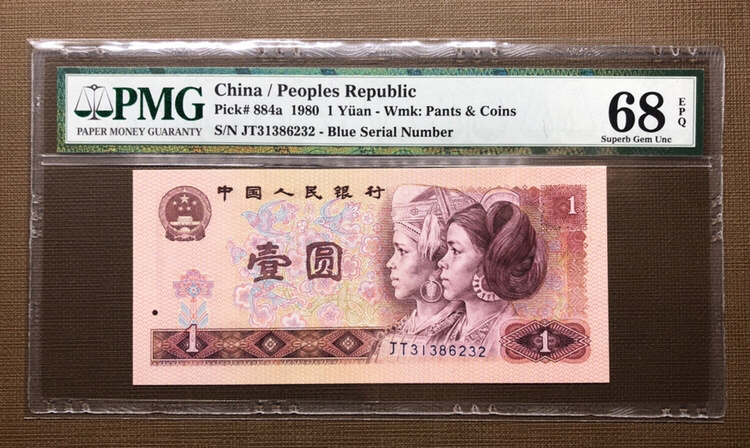 PMG
PAPER MONEY GUARANTY
China / Peoples Republic
Pick# 884a 1980 1 Yüan - Wmk: Pants & Coins
S/N JT31386232 - Blue Serial Number
68 EPQ
Superb Gem Unc
中国人民银行
1
壹圆
1
JT31386232
1